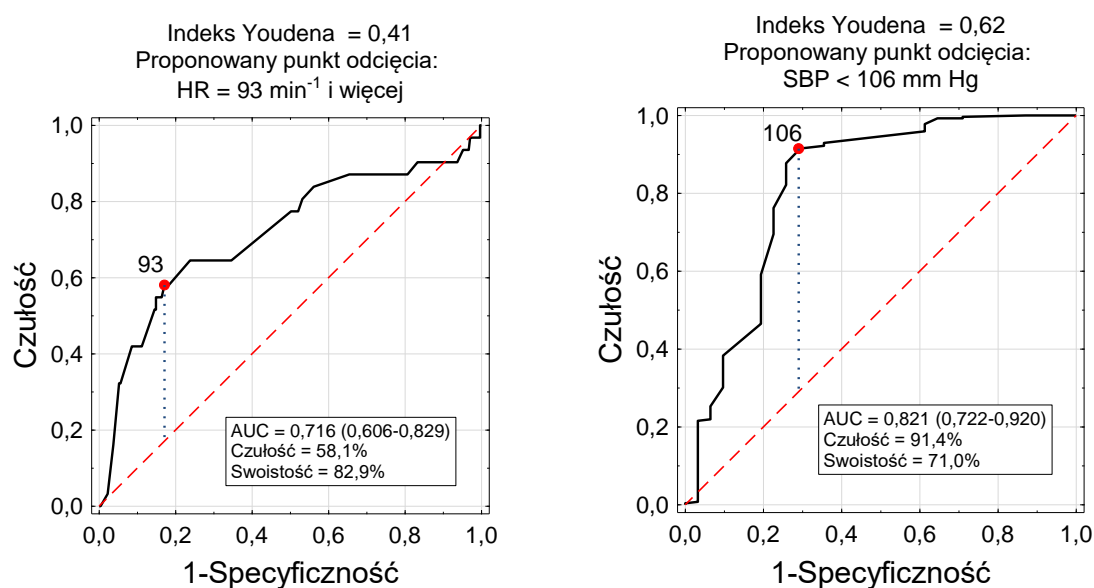 Indeks Youdena = 0,41
Proponowany punkt odcięcia:
HR = 93 min⁻¹ i więcej
1,0
0,8
0,6
0,4
0,2
0,0
Czułość
93
AUC = 0,716 (0,606-0,829)
Czułość = 58,1%
Swoistość = 82,9%
0,0 0,2 0,4 0,6 0,8 1,0
1-Specyficzność
Indeks Youdena = 0,62
Proponowany punkt odcięcia:
SBP < 106 mm Hg
1,0
0,8
0,6
0,4
0,2
0,0
Czułość
106
AUC = 0,821 (0,722-0,920)
Czułość = 91,4%
Swoistość = 71,0%
0,0 0,2 0,4 0,6 0,8 1,0
1-Specyficzność